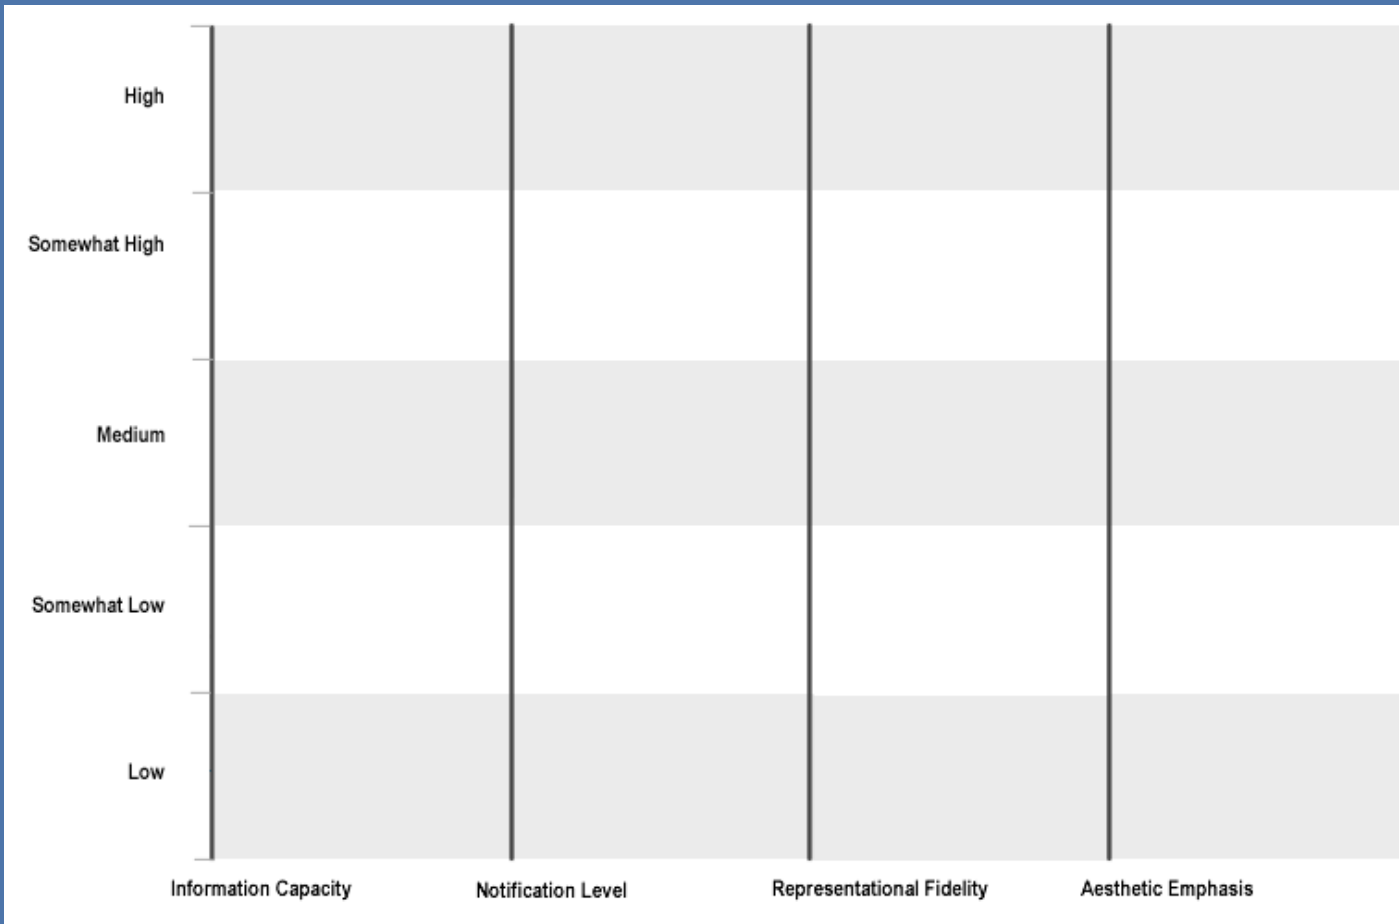 High
Somewhat High
Medium
Somewhat Low
Low
Information Capacity
Notification Level
Representational Fidelity
Aesthetic Emphasis